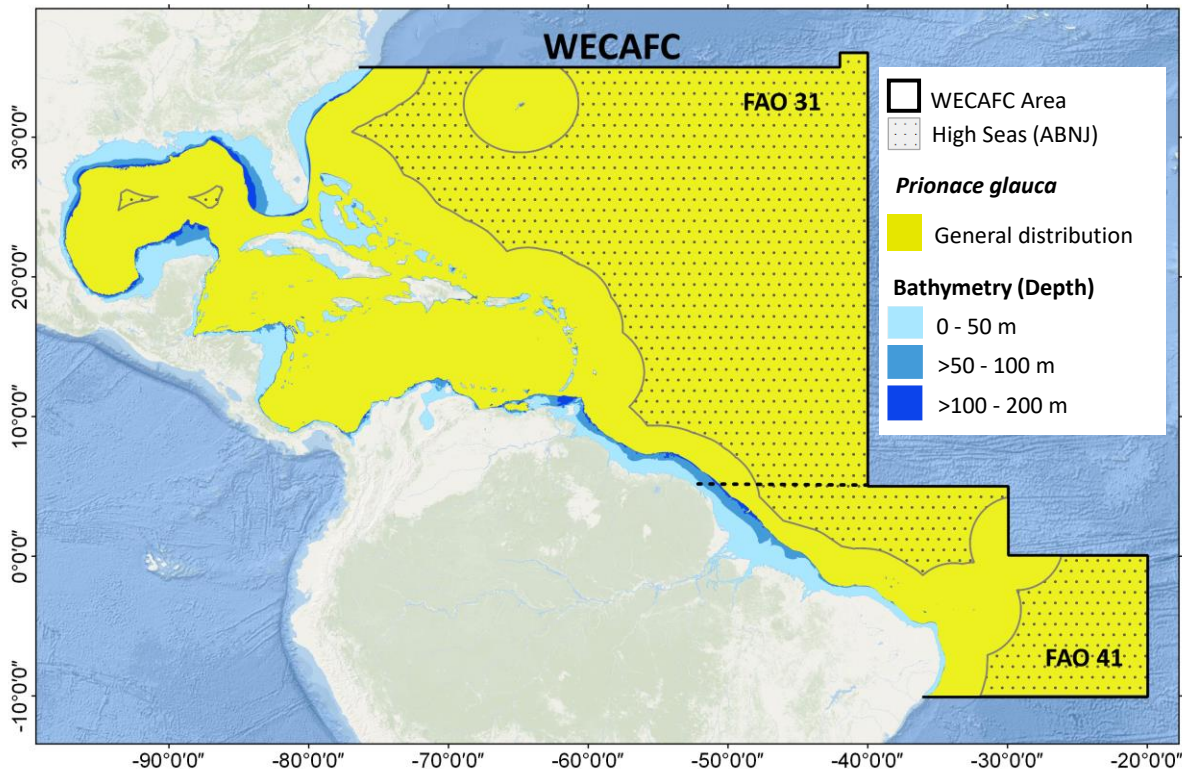 WECAFC
FAO 31
WECAFC Area
High Seas (ABNJ)
Prionace glauca
General distribution
Bathymetry (Depth)
0 - 50 m
>50 - 100 m
>100 - 200 m
FAO 41
30°0'0"
20°0'0"
10°0'0"
0°0'0"
-10°0'0"
-90°0'0"
-80°0'0"
-70°0'0"
-60°0'0"
-50°0'0"
-40°0'0"
-30°0'0"
-20°0'0"